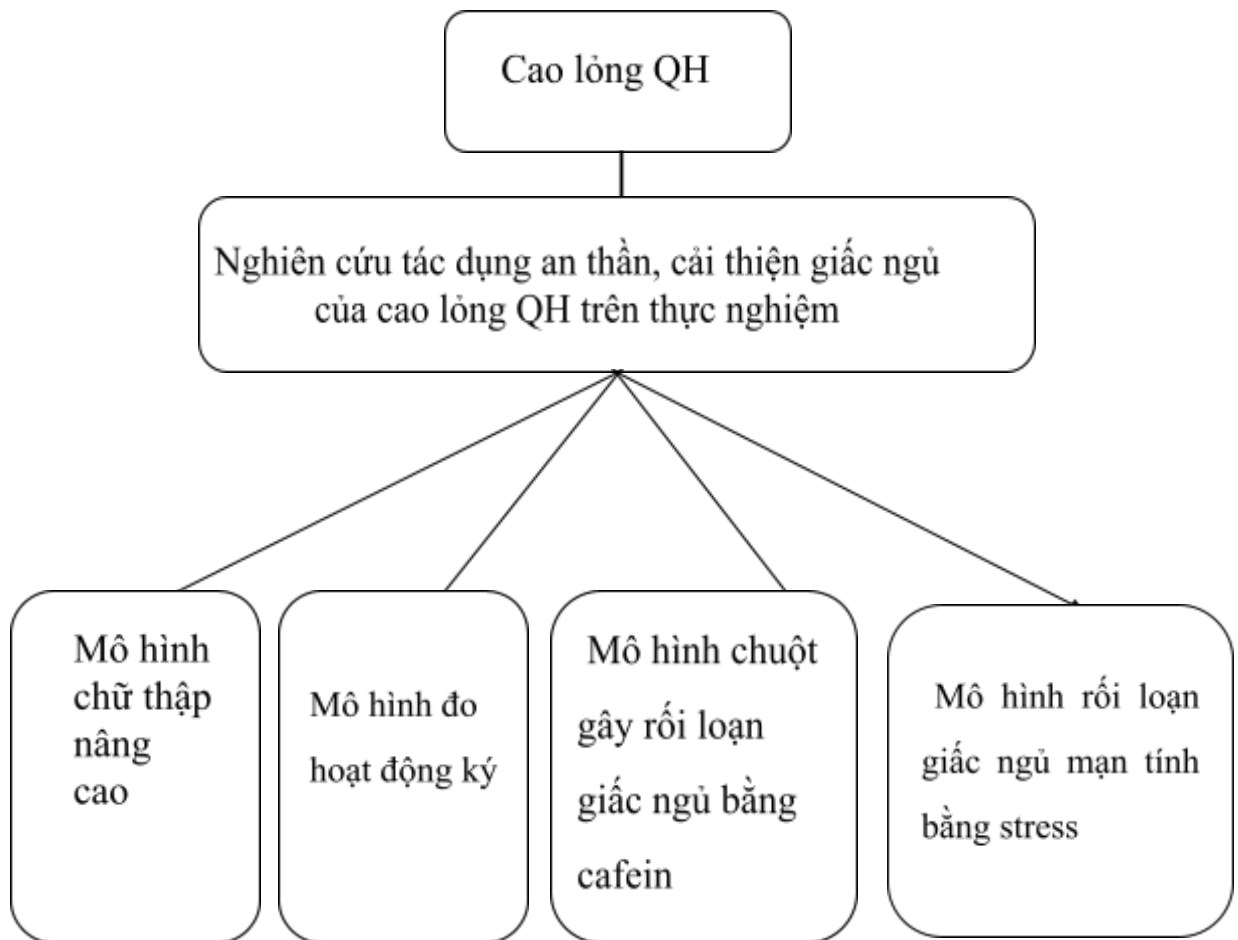 Cao lỏng QH
Nghiên cứu tác dụng an thần, cải thiện giấc ngủ
của cao lỏng QH trên thực nghiệm
Mô hình
chữ thập
nâng
cao
Mô hình đo
hoạt động ký
Mô hình chuột
gây rối loạn
giấc ngủ bằng
cafein
Mô hình rối loạn
giấc ngủ mạn tính
bằng stress